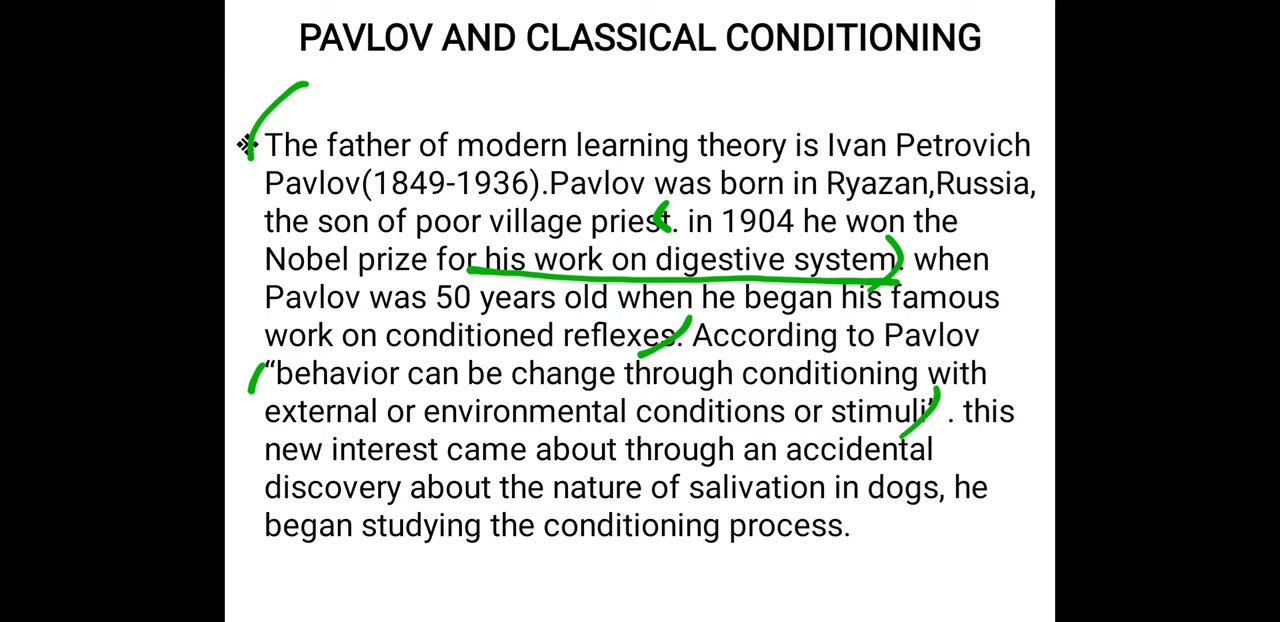 PAVLOV AND CLASSICAL CONDITIONING
The father of modern learning theory is Ivan Petrovich
Pavlov(1849-1936).Pavlov was born in Ryazan,Russia,
the son of poor village priest. in 1904 he won the
Nobel prize for his work on digestive system. when
Pavlov was 50 years old when he began his famous
work on conditioned reflexes. According to Pavlov
“behavior can be change through conditioning with
external or environmental conditions or stimuli” . this
new interest came about through an accidental
discovery about the nature of salivation in dogs, he
began studying the conditioning process.